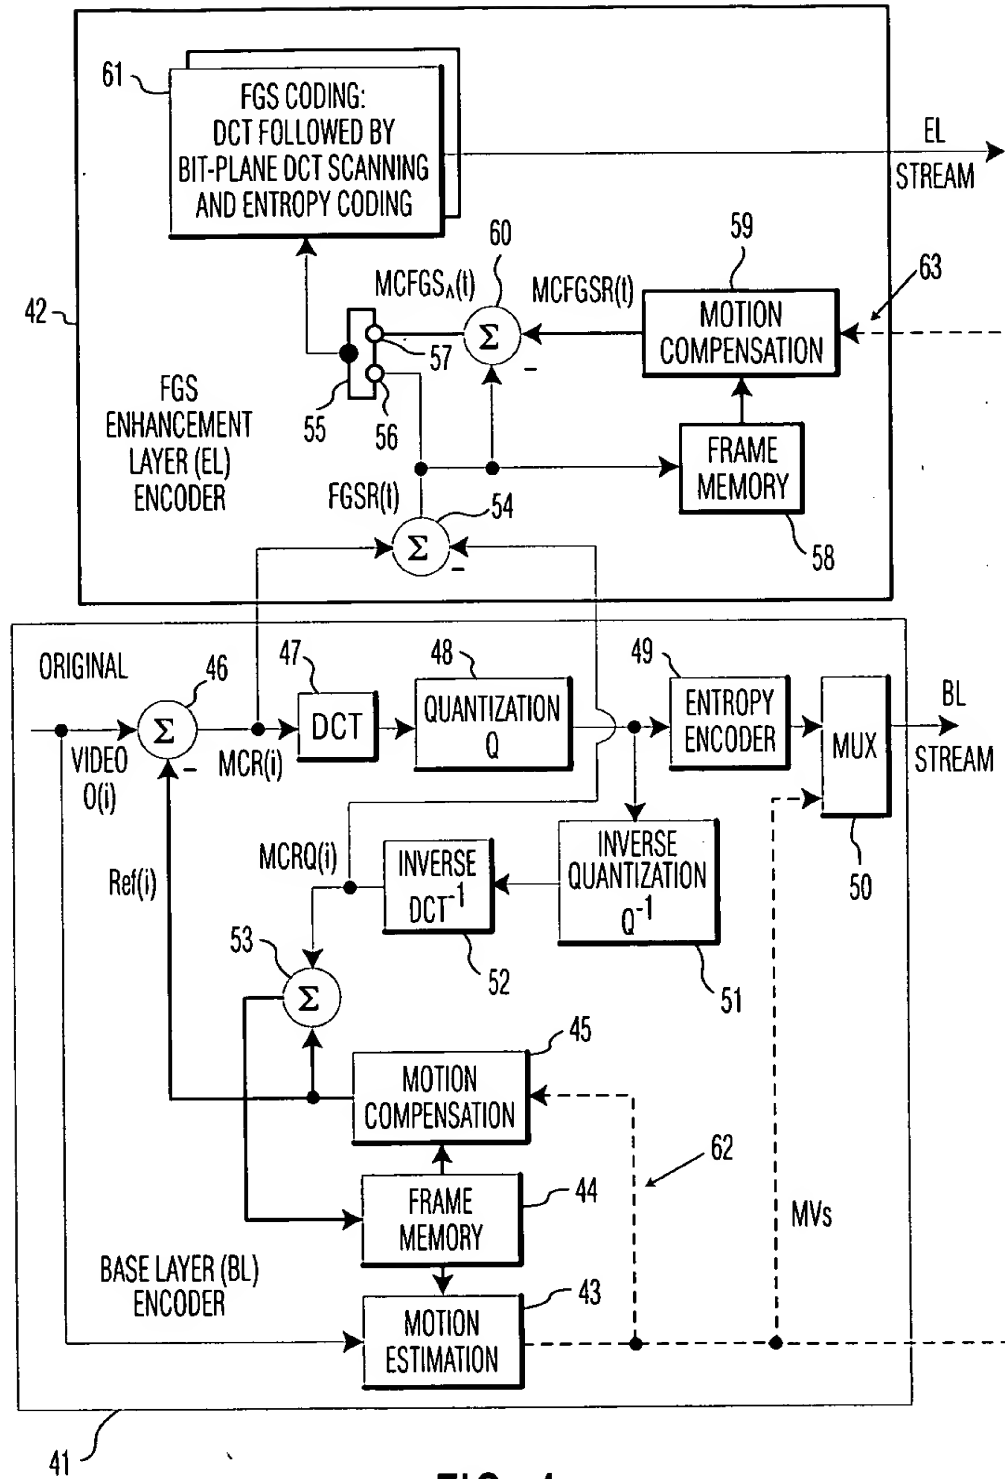 61
FGS CODING:
DCT FOLLOWED BY
BIT-PLANE DCT SCANNING
AND ENTROPY CODING
EL
STREAM
60
59
MCFGS∧(t)
MCFGSR(t)
63
42
Σ
MOTION
COMPENSATION
57
-
FGS
ENHANCEMENT
LAYER (EL)
ENCODER
55
56
FRAME
MEMORY
FGSR(t)
54
Σ
-
58
ORIGINAL
46
47
48
49
BL
STREAM
Σ
-
DCT
QUANTIZATION
Q
ENTROPY
ENCODER
MUX
VIDEO
O(i)
MCR(i)
50
MCRQ(i)
INVERSE
DCT-1
INVERSE
QUANTIZATION
Q-1
Ref(i)
53
52
51
Σ
45
MOTION
COMPENSATION
62
44
FRAME
MEMORY
MVs
BASE LAYER (BL)
ENCODER
43
MOTION
ESTIMATION
41